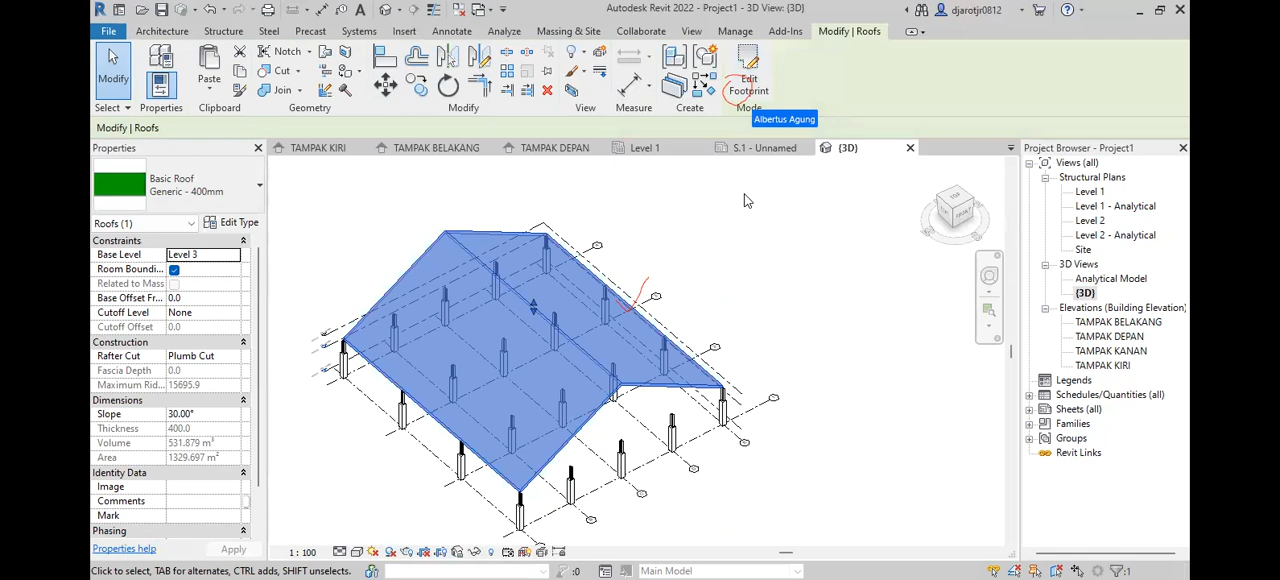 Autodesk Revit 2022 - Project1 - 3D View: {3D}
djarotjr0812
File Architecture Structure Steel Precast Systems Insert Annotate Analyze Massing & Site Collaborate View Manage Add-Ins Modify | Roofs
Modify Paste Notch Cut Join Edit Footprint
Select Properties Clipboard Geometry Modify View Measure Create Mode
Albertus Agung
Modify | Roofs
Properties
TAMPAK KIRI TAMPAK BELAKANG TAMPAK DEPAN Level 1 S.1 - Unnamed {3D}
Project Browser - Project1
Basic Roof
Generic - 400mm
Roofs (1) Edit Type
Constraints
Base Level Level 3
Room Boundi...
Related to Mass
Base Offset Fr... 0.0
Cutoff Level None
Cutoff Offset 0.0
Construction
Rafter Cut Plumb Cut
Fascia Depth 0.0
Maximum Rid... 15695.9
Dimensions
Slope 30.00°
Thickness 400.0
Volume 531.879 m³
Area 1329.697 m²
Identity Data
Image
Comments
Mark
Phasing
Properties help Apply
Views (all)
Structural Plans
Level 1
Level 1 - Analytical
Level 2
Level 2 - Analytical
Site
3D Views
Analytical Model
{3D}
Elevations (Building Elevation)
TAMPAK BELAKANG
TAMPAK DEPAN
TAMPAK KANAN
TAMPAK KIRI
Legends
Schedules/Quantities (all)
Sheets (all)
Families
Groups
Revit Links
1 : 100
Click to select, TAB for alternates, CTRL adds, SHIFT unselects. :0 Main Model :1